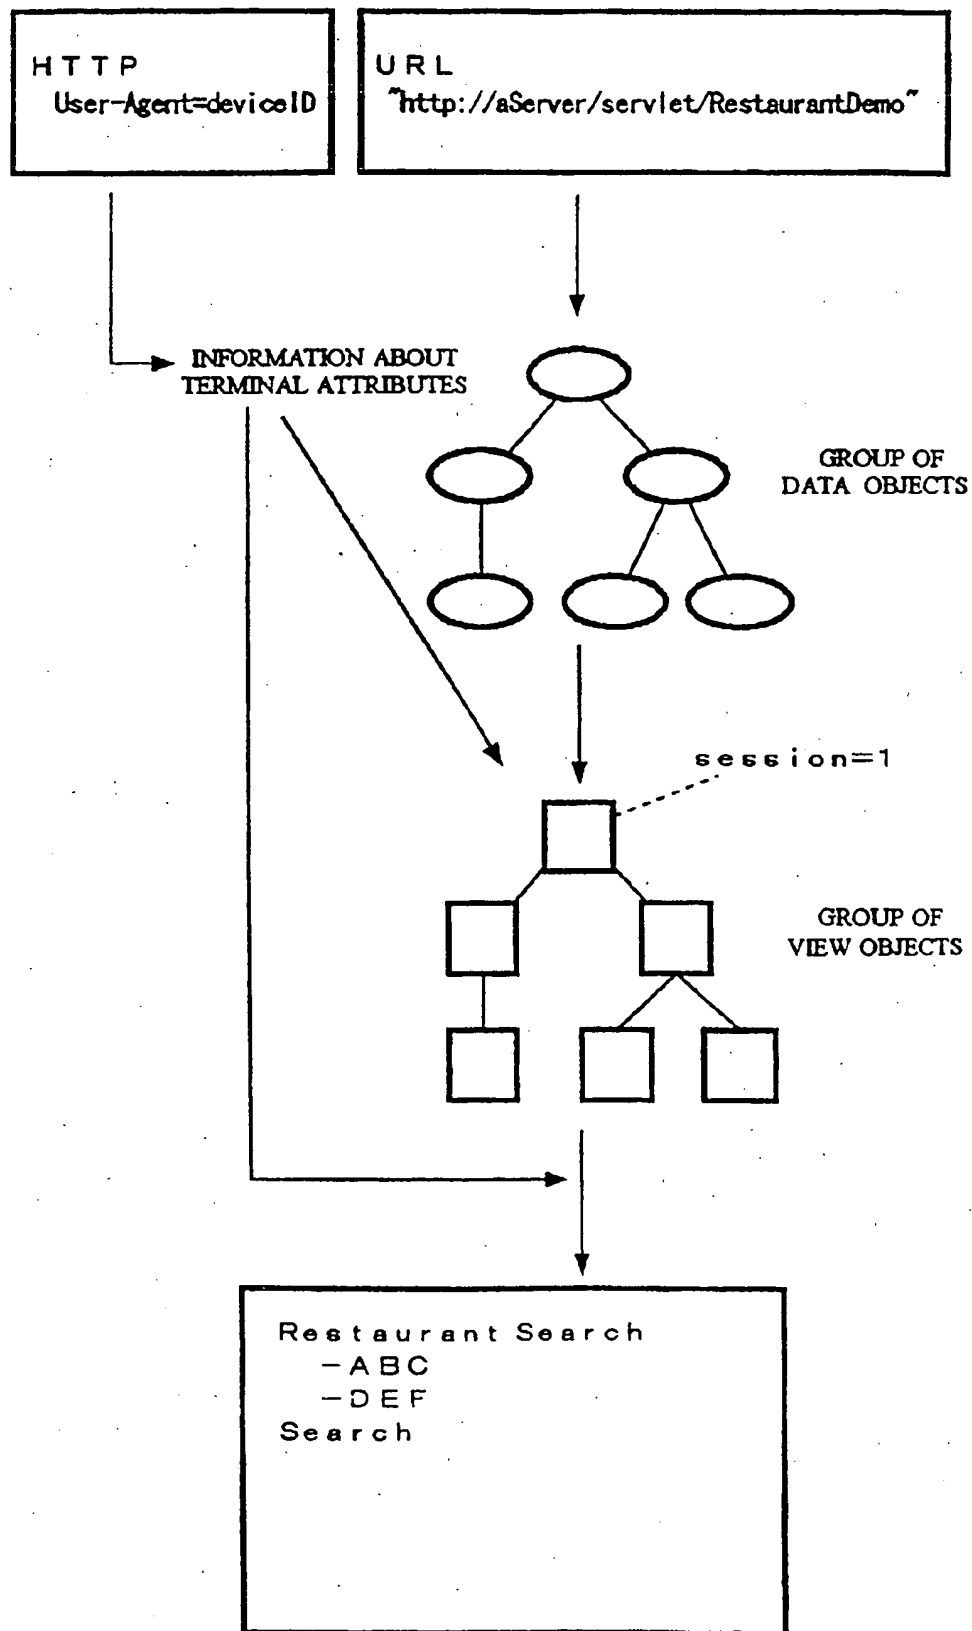 HTTP
User-Agent=deviceID
URL
"http://aServer/servlet/RestaurantDemo"
INFORMATION ABOUT
TERMINAL ATTRIBUTES
GROUP OF
DATA OBJECTS
session=1
GROUP OF
VIEW OBJECTS
Restaurant Search
-ABC
-DEF
Search